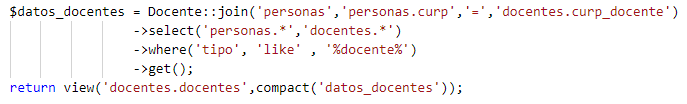 $datos_docentes = Docente::join('personas','personas.curp','=','docentes.curp_docente')
->select('personas.*','docentes.*')
->where('tipo', 'like' , '%docente%')
->get();
return view('docentes.docentes',compact('datos_docentes'));